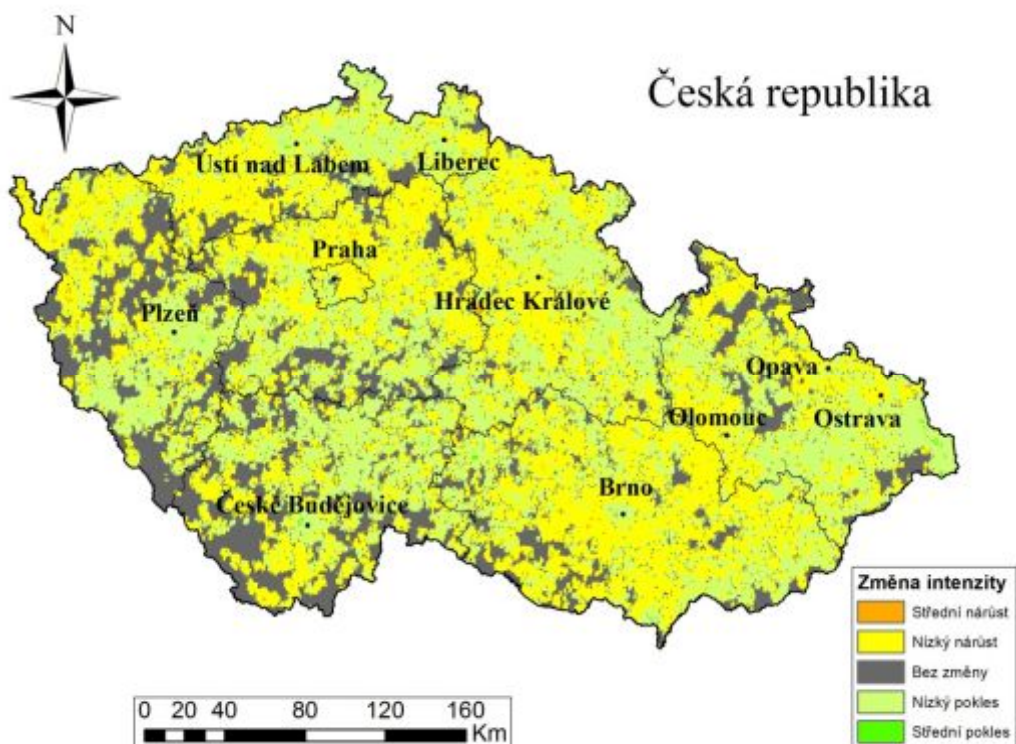 N
Česká republika
Ústí nad Labem
Liberec
Praha
Hradec Králové
Plzeň
Opava
Olomouc
Ostrava
Brno
České Budějovice
Změna intenzity
Střední nárůst
Nízký nárůst
Bez změny
Nízký pokles
Střední pokles
0 20 40 80 120 160
Km